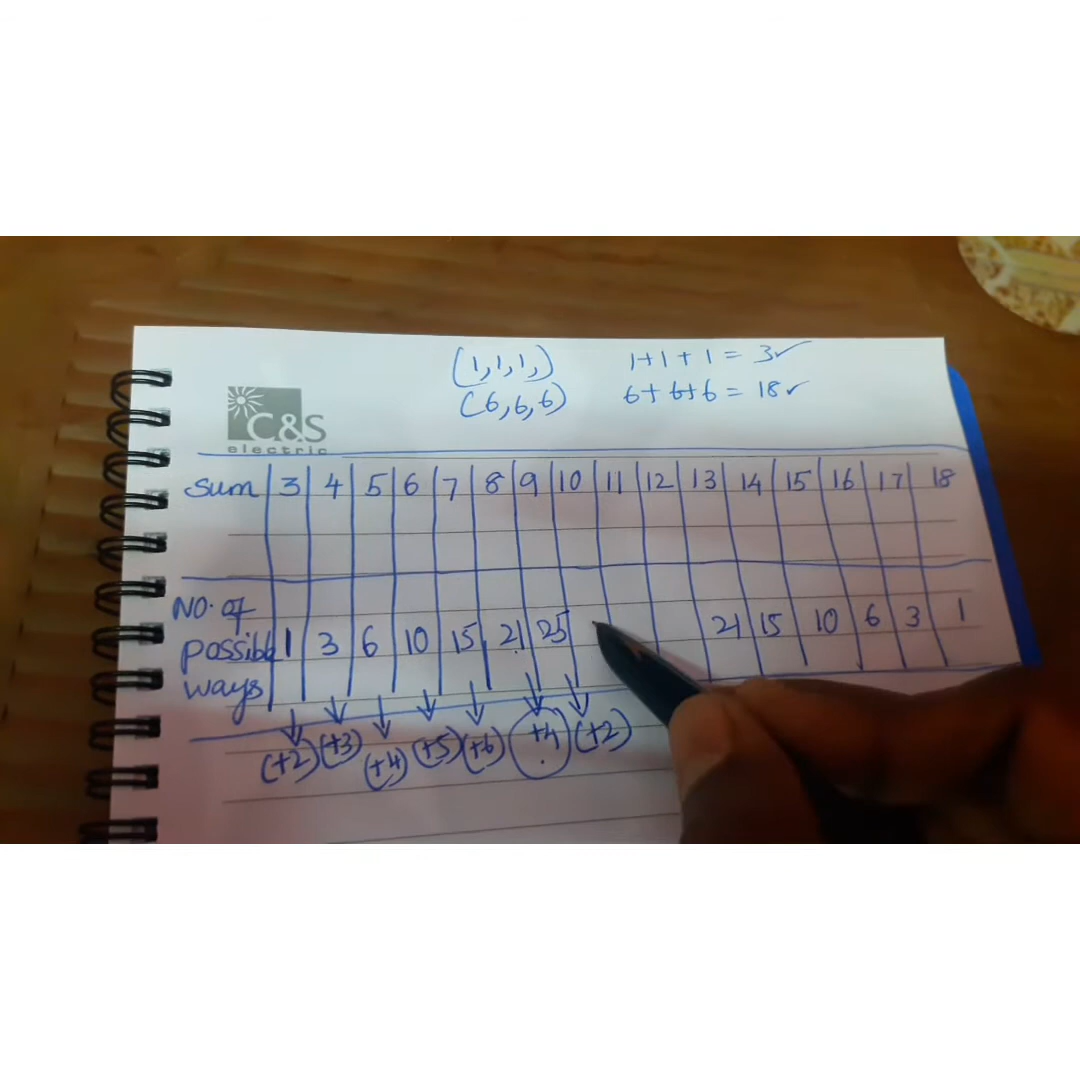 (1,1,1,) 1+1+1 = 3✓
(6,6,6) 6+6+6 = 18✓
C&S
electric
Sum 3 4 5 6 7 8 9 10 11 12 13 14 15 16 17 18
NO. of
possible 1 3 6 10 15 21 25 21 15 10 6 3 1
ways
(+2) (+3) (+4) (+5) (+6) (+4) (+2)